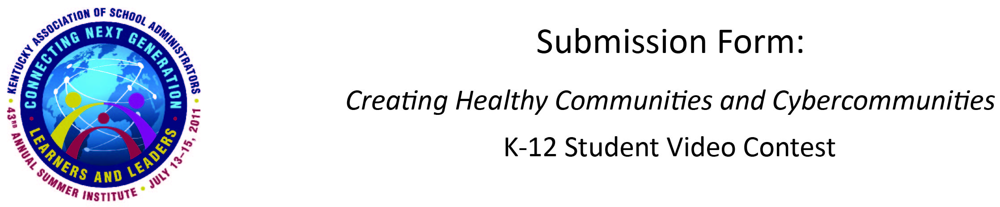 KENTUCKY ASSOCIATION OF SCHOOL ADMINISTRATORS
43RD ANNUAL SUMMER INSTITUTE • JULY 13–15, 2011
CONNECTING NEXT GENERATION
LEARNERS AND LEADERS
Submission Form:
Creating Healthy Communities and Cybercommunities
K-12 Student Video Contest